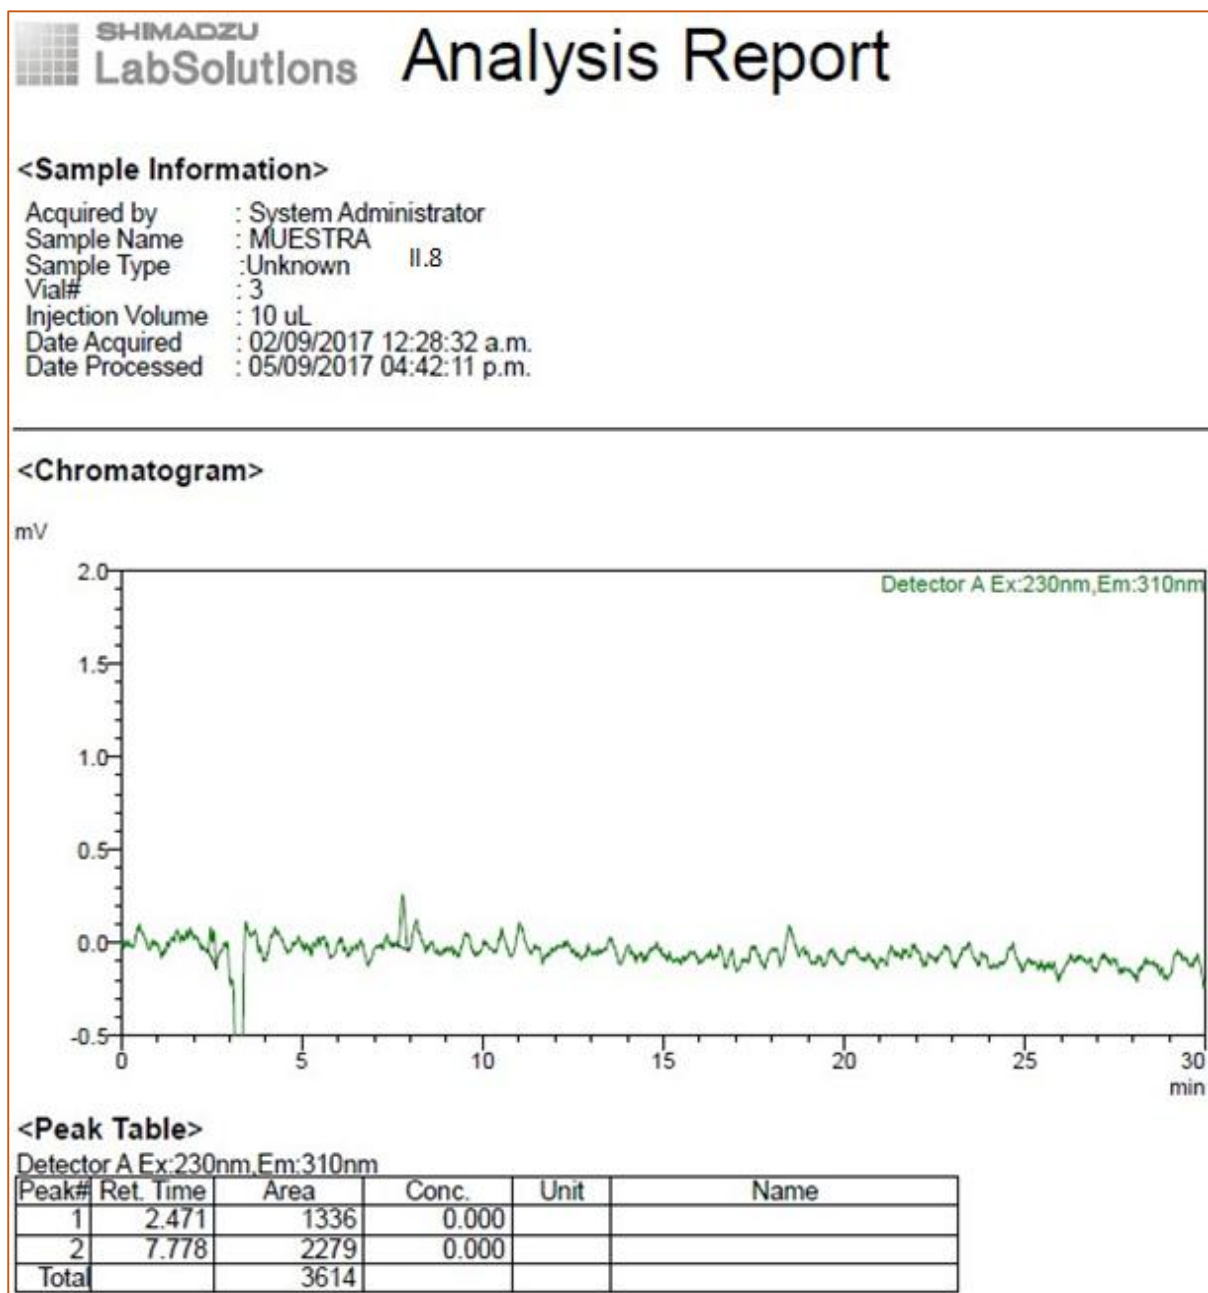 SHIMADZU
LabSolutions Analysis Report
<Sample Information>
Acquired by : System Administrator
Sample Name : MUESTRA
Sample Type :Unknown II.8
Vial# : 3
Injection Volume : 10 uL
Date Acquired : 02/09/2017 12:28:32 a.m.
Date Processed : 05/09/2017 04:42:11 p.m.
<Chromatogram>
mV
Detector A Ex:230nm,Em:310nm
2.0
1.5
1.0
0.5
0.0
-0.5
0 5 10 15 20 25 30
min
<Peak Table>
Detector A Ex:230nm,Em:310nm
Peak# Ret. Time Area Conc. Unit Name
1 2.471 1336 0.000
2 7.778 2279 0.000
Total 3614